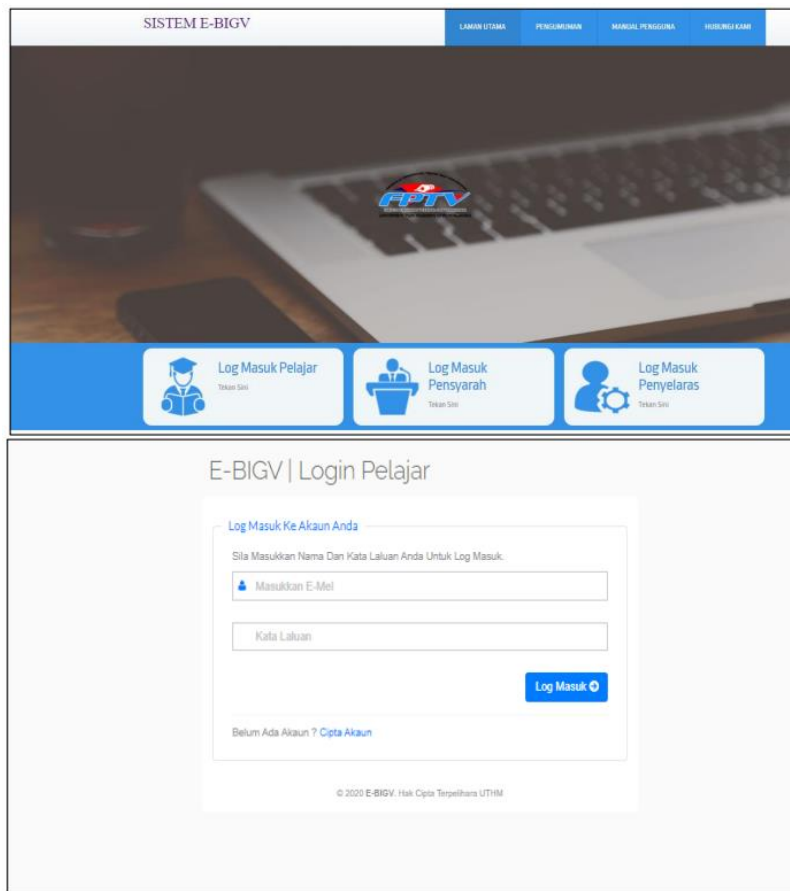 SISTEM E-BIGV
LAMAN UTAMA
PENGUMUMAN
MANUAL PENGGUNA
HUBUNGI KAMI
FPTV
Log Masuk Pelajar
Tekan Sini
Log Masuk
Pensyarah
Tekan Sini
Log Masuk
Penyelaras
Tekan Sini
E-BIGV | Login Pelajar
Log Masuk Ke Akaun Anda
Sila Masukkan Nama Dan Kata Laluan Anda Untuk Log Masuk.
Masukkan E-Mel
Kata Laluan
Log Masuk
Belum Ada Akaun ? Cipta Akaun
© 2020 E-BIGV. Hak Cipta Terpelihara UTHM